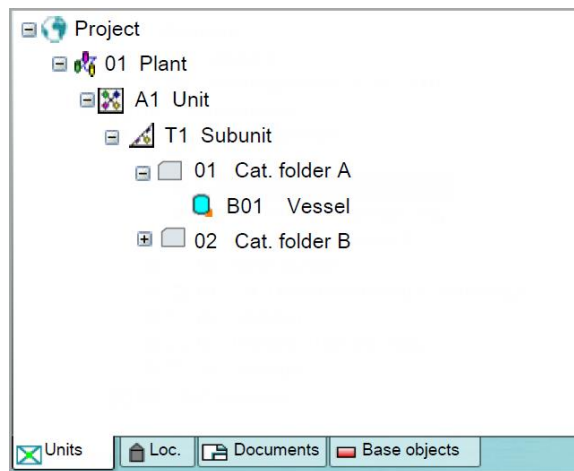 Project
01 Plant
A1 Unit
T1 Subunit
01 Cat. folder A
B01 Vessel
02 Cat. folder B
Units Loc. Documents Base objects